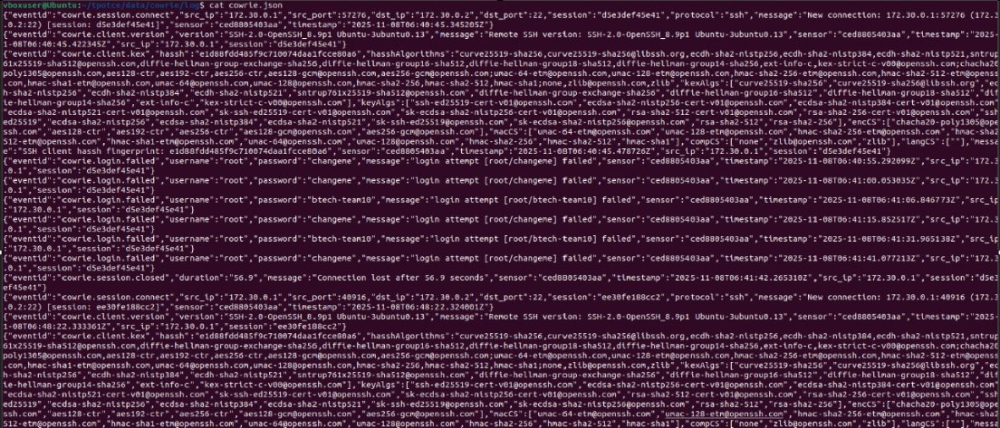 vboxuser@Ubuntu:~/tpotce/data/cowrie/log$ cat cowrie.json
{"eventid":"cowrie.session.connect","src_ip":"172.30.0.1","src_port":57276,"dst_ip":"172.30.0.2","dst_port":22,"session":"d5e3def45e41","protocol":"ssh","message":"New connection: 172.30.0.1:57276 (172.3
0.0.2:22) [session: d5e3def45e41]","sensor":"ced8805403aa","timestamp":"2025-11-08T06:40:45.345205Z"}
{"eventid":"cowrie.client.version","version":"SSH-2.0-OpenSSH_8.9p1 Ubuntu-3ubuntu0.13","message":"Remote SSH version: SSH-2.0-OpenSSH_8.9p1 Ubuntu-3ubuntu0.13","sensor":"ced8805403aa","timestamp":"2025-
1-08T06:40:45.422345Z","src_ip":"172.30.0.1","session":"d5e3def45e41"}
{"eventid":"cowrie.client.kex","hassh":"e1d88fdd485f9c710074daa1fcce80a6","hasshAlgorithms":"curve25519-sha256,curve25519-sha256@libssh.org,ecdh-sha2-nistp256,ecdh-sha2-nistp384,ecdh-sha2-nistp521,sntrup
61x25519-sha512@openssh.com,diffie-hellman-group-exchange-sha256,diffie-hellman-group16-sha512,diffie-hellman-group18-sha512,diffie-hellman-group14-sha256,ext-info-c,kex-strict-c-v00@openssh.com;chacha20
poly1305@openssh.com,aes128-ctr,aes192-ctr,aes256-ctr,aes128-gcm@openssh.com,aes256-gcm@openssh.com;umac-64-etm@openssh.com,umac-128-etm@openssh.com,hmac-sha2-256-etm@openssh.com,hmac-sha2-512-etm@openss
.com,hmac-sha1-etm@openssh.com,umac-64@openssh.com,umac-128@openssh.com,hmac-sha2-256,hmac-sha2-512,hmac-sha1;none,zlib@openssh.com,zlib","kexAlgs":["curve25519-sha256","curve25519-sha256@libssh.org","ec
h-sha2-nistp256","ecdh-sha2-nistp384","ecdh-sha2-nistp521","sntrup761x25519-sha512@openssh.com","diffie-hellman-group-exchange-sha256","diffie-hellman-group16-sha512","diffie-hellman-group18-sha512","dif
ie-hellman-group14-sha256","ext-info-c","kex-strict-c-v00@openssh.com"],"keyAlgs":["ssh-ed25519-cert-v01@openssh.com","ecdsa-sha2-nistp256-cert-v01@openssh.com","ecdsa-sha2-nistp384-cert-v01@openssh.com"
"ecdsa-sha2-nistp521-cert-v01@openssh.com","sk-ssh-ed25519-cert-v01@openssh.com","sk-ecdsa-sha2-nistp256-cert-v01@openssh.com","rsa-sha2-512-cert-v01@openssh.com","rsa-sha2-256-cert-v01@openssh.com","ssh
ed25519","ecdsa-sha2-nistp256","ecdsa-sha2-nistp384","ecdsa-sha2-nistp521","sk-ssh-ed25519@openssh.com","sk-ecdsa-sha2-nistp256@openssh.com","rsa-sha2-512","rsa-sha2-256"],"encCS":["chacha20-poly1305@ope
ssh.com","aes128-ctr","aes192-ctr","aes256-ctr","aes128-gcm@openssh.com","aes256-gcm@openssh.com"],"macCS":["umac-64-etm@openssh.com","umac-128-etm@openssh.com","hmac-sha2-256-etm@openssh.com","hmac-sha2
512-etm@openssh.com","hmac-sha1-etm@openssh.com","umac-64@openssh.com","umac-128@openssh.com","hmac-sha2-256","hmac-sha2-512","hmac-sha1"],"compCS":["none","zlib@openssh.com","zlib"],"langCS":[""],"messa
e":"SSH client hassh fingerprint: e1d88fdd485f9c710074daa1fcce80a6","sensor":"ced8805403aa","timestamp":"2025-11-08T06:40:45.478726Z","src_ip":"172.30.0.1","session":"d5e3def45e41"}
{"eventid":"cowrie.login.failed","username":"root","password":"changeme","message":"login attempt [root/changeme] failed","sensor":"ced8805403aa","timestamp":"2025-11-08T06:40:55.292099Z","src_ip":"172.3
.0.1","session":"d5e3def45e41"}
{"eventid":"cowrie.login.failed","username":"root","password":"changeme","message":"login attempt [root/changeme] failed","sensor":"ced8805403aa","timestamp":"2025-11-08T06:41:00.053035Z","src_ip":"172.3
.0.1","session":"d5e3def45e41"}
{"eventid":"cowrie.login.failed","username":"root","password":"btech-team10","message":"login attempt [root/btech-team10] failed","sensor":"ced8805403aa","timestamp":"2025-11-08T06:41:06.846773Z","src_ip
:"172.30.0.1","session":"d5e3def45e41"}
{"eventid":"cowrie.login.failed","username":"root","password":"changeme","message":"login attempt [root/changeme] failed","sensor":"ced8805403aa","timestamp":"2025-11-08T06:41:15.852517Z","src_ip":"172.3
.0.1","session":"d5e3def45e41"}
{"eventid":"cowrie.login.failed","username":"root","password":"btech-team10","message":"login attempt [root/btech-team10] failed","sensor":"ced8805403aa","timestamp":"2025-11-08T06:41:31.965138Z","src_ip
:"172.30.0.1","session":"d5e3def45e41"}
{"eventid":"cowrie.login.failed","username":"root","password":"changeme","message":"login attempt [root/changeme] failed","sensor":"ced8805403aa","timestamp":"2025-11-08T06:41:41.077213Z","src_ip":"172.3
.0.1","session":"d5e3def45e41"}
{"eventid":"cowrie.session.closed","duration":"56.9","message":"Connection lost after 56.9 seconds","sensor":"ced8805403aa","timestamp":"2025-11-08T06:41:42.265310Z","src_ip":"172.30.0.1","session":"d5e3
ef45e41"}
{"eventid":"cowrie.session.connect","src_ip":"172.30.0.1","src_port":40916,"dst_ip":"172.30.0.2","dst_port":22,"session":"ee30fe188cc2","protocol":"ssh","message":"New connection: 172.30.0.1:40916 (172.3
.0.2:22) [session: ee30fe188cc2]","sensor":"ced8805403aa","timestamp":"2025-11-08T06:48:22.324001Z"}
{"eventid":"cowrie.client.version","version":"SSH-2.0-OpenSSH_8.9p1 Ubuntu-3ubuntu0.13","message":"Remote SSH version: SSH-2.0-OpenSSH_8.9p1 Ubuntu-3ubuntu0.13","sensor":"ced8805403aa","timestamp":"2025-
1-08T06:48:22.333361Z","src_ip":"172.30.0.1","session":"ee30fe188cc2"}
{"eventid":"cowrie.client.kex","hassh":"e1d88fdd485f9c710074daa1fcce80a6","hasshAlgorithms":"curve25519-sha256,curve25519-sha256@libssh.org,ecdh-sha2-nistp256,ecdh-sha2-nistp384,ecdh-sha2-nistp521,sntrup
61x25519-sha512@openssh.com,diffie-hellman-group-exchange-sha256,diffie-hellman-group16-sha512,diffie-hellman-group18-sha512,diffie-hellman-group14-sha256,ext-info-c,kex-strict-c-v00@openssh.com;chacha20
poly1305@openssh.com,aes128-ctr,aes192-ctr,aes256-ctr,aes128-gcm@openssh.com,aes256-gcm@openssh.com;umac-64-etm@openssh.com,umac-128-etm@openssh.com,hmac-sha2-256-etm@openssh.com,hmac-sha2-512-etm@openss
.com,hmac-sha1-etm@openssh.com,umac-64@openssh.com,umac-128@openssh.com,hmac-sha2-256,hmac-sha2-512,hmac-sha1;none,zlib@openssh.com,zlib","kexAlgs":["curve25519-sha256","curve25519-sha256@libssh.org","ec
h-sha2-nistp256","ecdh-sha2-nistp384","ecdh-sha2-nistp521","sntrup761x25519-sha512@openssh.com","diffie-hellman-group-exchange-sha256","diffie-hellman-group16-sha512","diffie-hellman-group18-sha512","dif
ie-hellman-group14-sha256","ext-info-c","kex-strict-c-v00@openssh.com"],"keyAlgs":["ssh-ed25519-cert-v01@openssh.com","ecdsa-sha2-nistp256-cert-v01@openssh.com","ecdsa-sha2-nistp384-cert-v01@openssh.com"
"ecdsa-sha2-nistp521-cert-v01@openssh.com","sk-ssh-ed25519-cert-v01@openssh.com","sk-ecdsa-sha2-nistp256-cert-v01@openssh.com","rsa-sha2-512-cert-v01@openssh.com","rsa-sha2-256-cert-v01@openssh.com","ssh
ed25519","ecdsa-sha2-nistp256","ecdsa-sha2-nistp384","ecdsa-sha2-nistp521","sk-ssh-ed25519@openssh.com","sk-ecdsa-sha2-nistp256@openssh.com","rsa-sha2-512","rsa-sha2-256"],"encCS":["chacha20-poly1305@ope
ssh.com","aes128-ctr","aes192-ctr","aes256-ctr","aes128-gcm@openssh.com","aes256-gcm@openssh.com"],"macCS":["umac-64-etm@openssh.com","umac-128-etm@openssh.com","hmac-sha2-256-etm@openssh.com","hmac-sha2
512-etm@openssh.com","hmac-sha1-etm@openssh.com","umac-64@openssh.com","umac-128@openssh.com","hmac-sha2-256","hmac-sha2-512","hmac-sha1"],"compCS":["none","zlib@openssh.com","zlib"],"langCS":[""],"messa